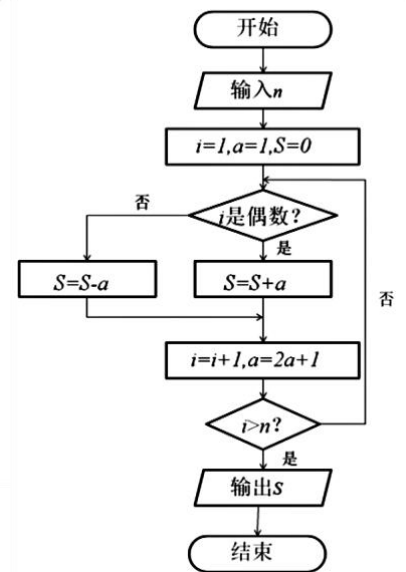 开始
输入n
i=1,a=1,S=0
i是偶数?
否
是
S=S-a
S=S+a
否
i=i+1,a=2a+1
i>n?
是
输出S
结束